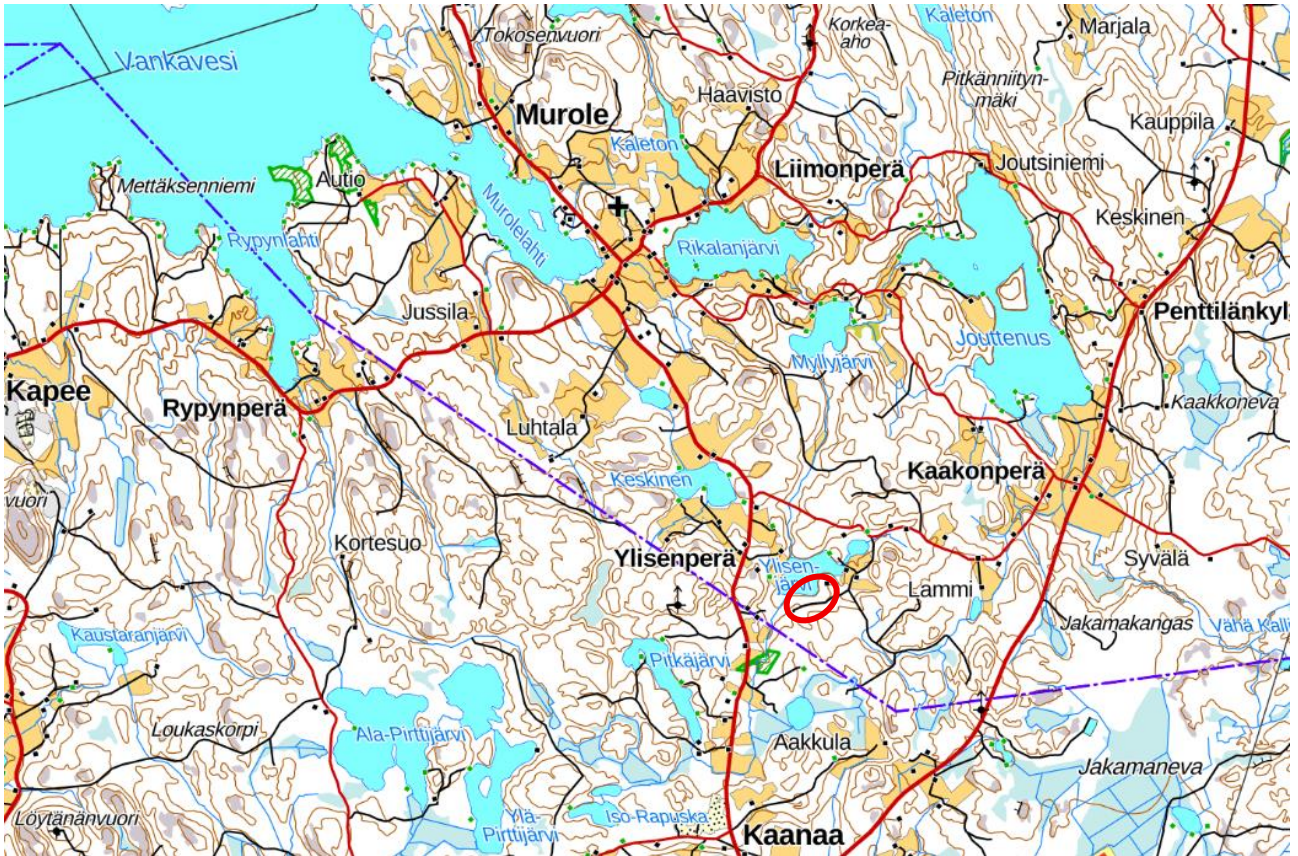 Tokosenvuori
Korkea-
aho
Kaleton
Marjala
Vankavesi
Haavisto
Pitkänniityn-
mäki
Murole
Kauppila
Kaleton
Liimonperä
Joutsiniemi
Mettäksenniemi
Autio
Murolelahti
Keskinen
Rypynlahti
Rikalanjärvi
Jussila
Penttilänkyl
Jouttenus
Myllyjärvi
Kapee
Rypynperä
Kaakkoneva
Luhtala
Kaakonperä
Keskinen
vuori
Kortesuo
Ylisenperä
Ylisen-
järvi
Syvälä
Lammi
Jakamakangas
Vähä Kalli
Kaustaranjärvi
Pitkäjärvi
Loukaskorpi
Ala-Pirttijärvi
Aakkula
Jakamaneva
Löytänänvuori
Ylä-
Pirttijärvi
Iso-Rapuska
Kaanaa